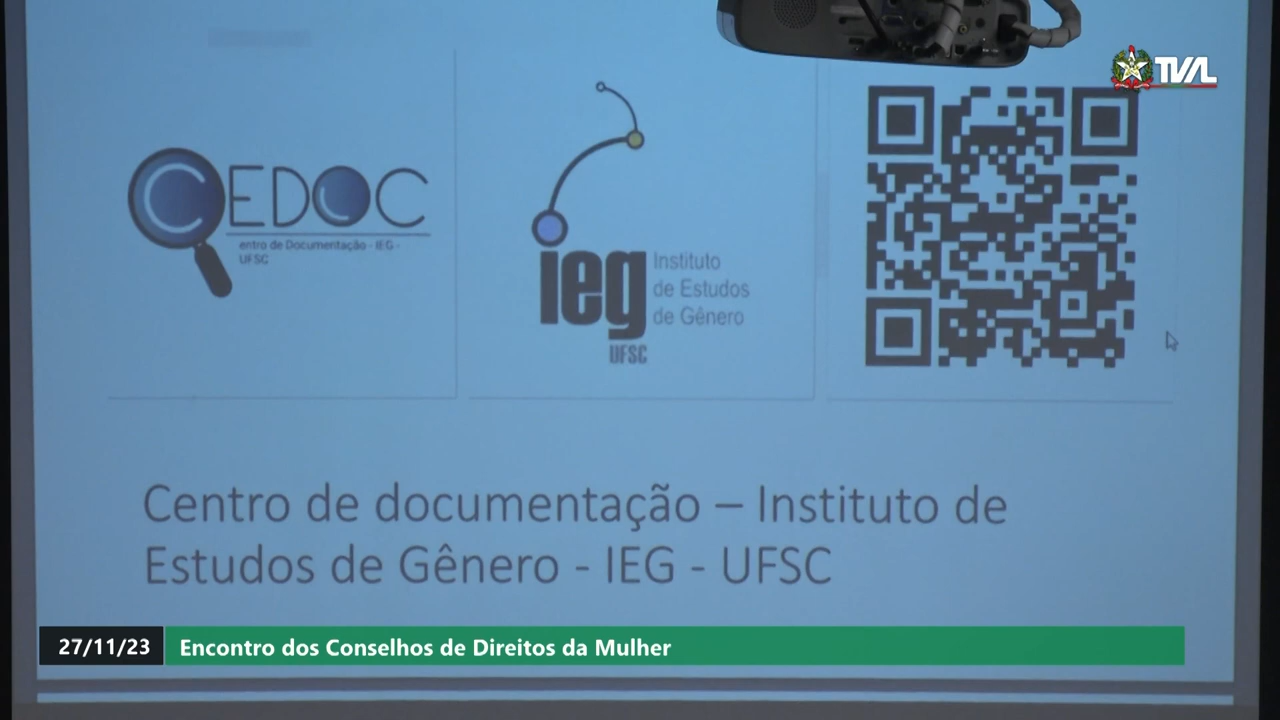 TVAL
CEDOC
entro de Documentação - IEG -
UFSC
ieg
Instituto
de Estudos
de Gênero
UFSC
Centro de documentação – Instituto de
Estudos de Gênero - IEG - UFSC
27/11/23
Encontro dos Conselhos de Direitos da Mulher